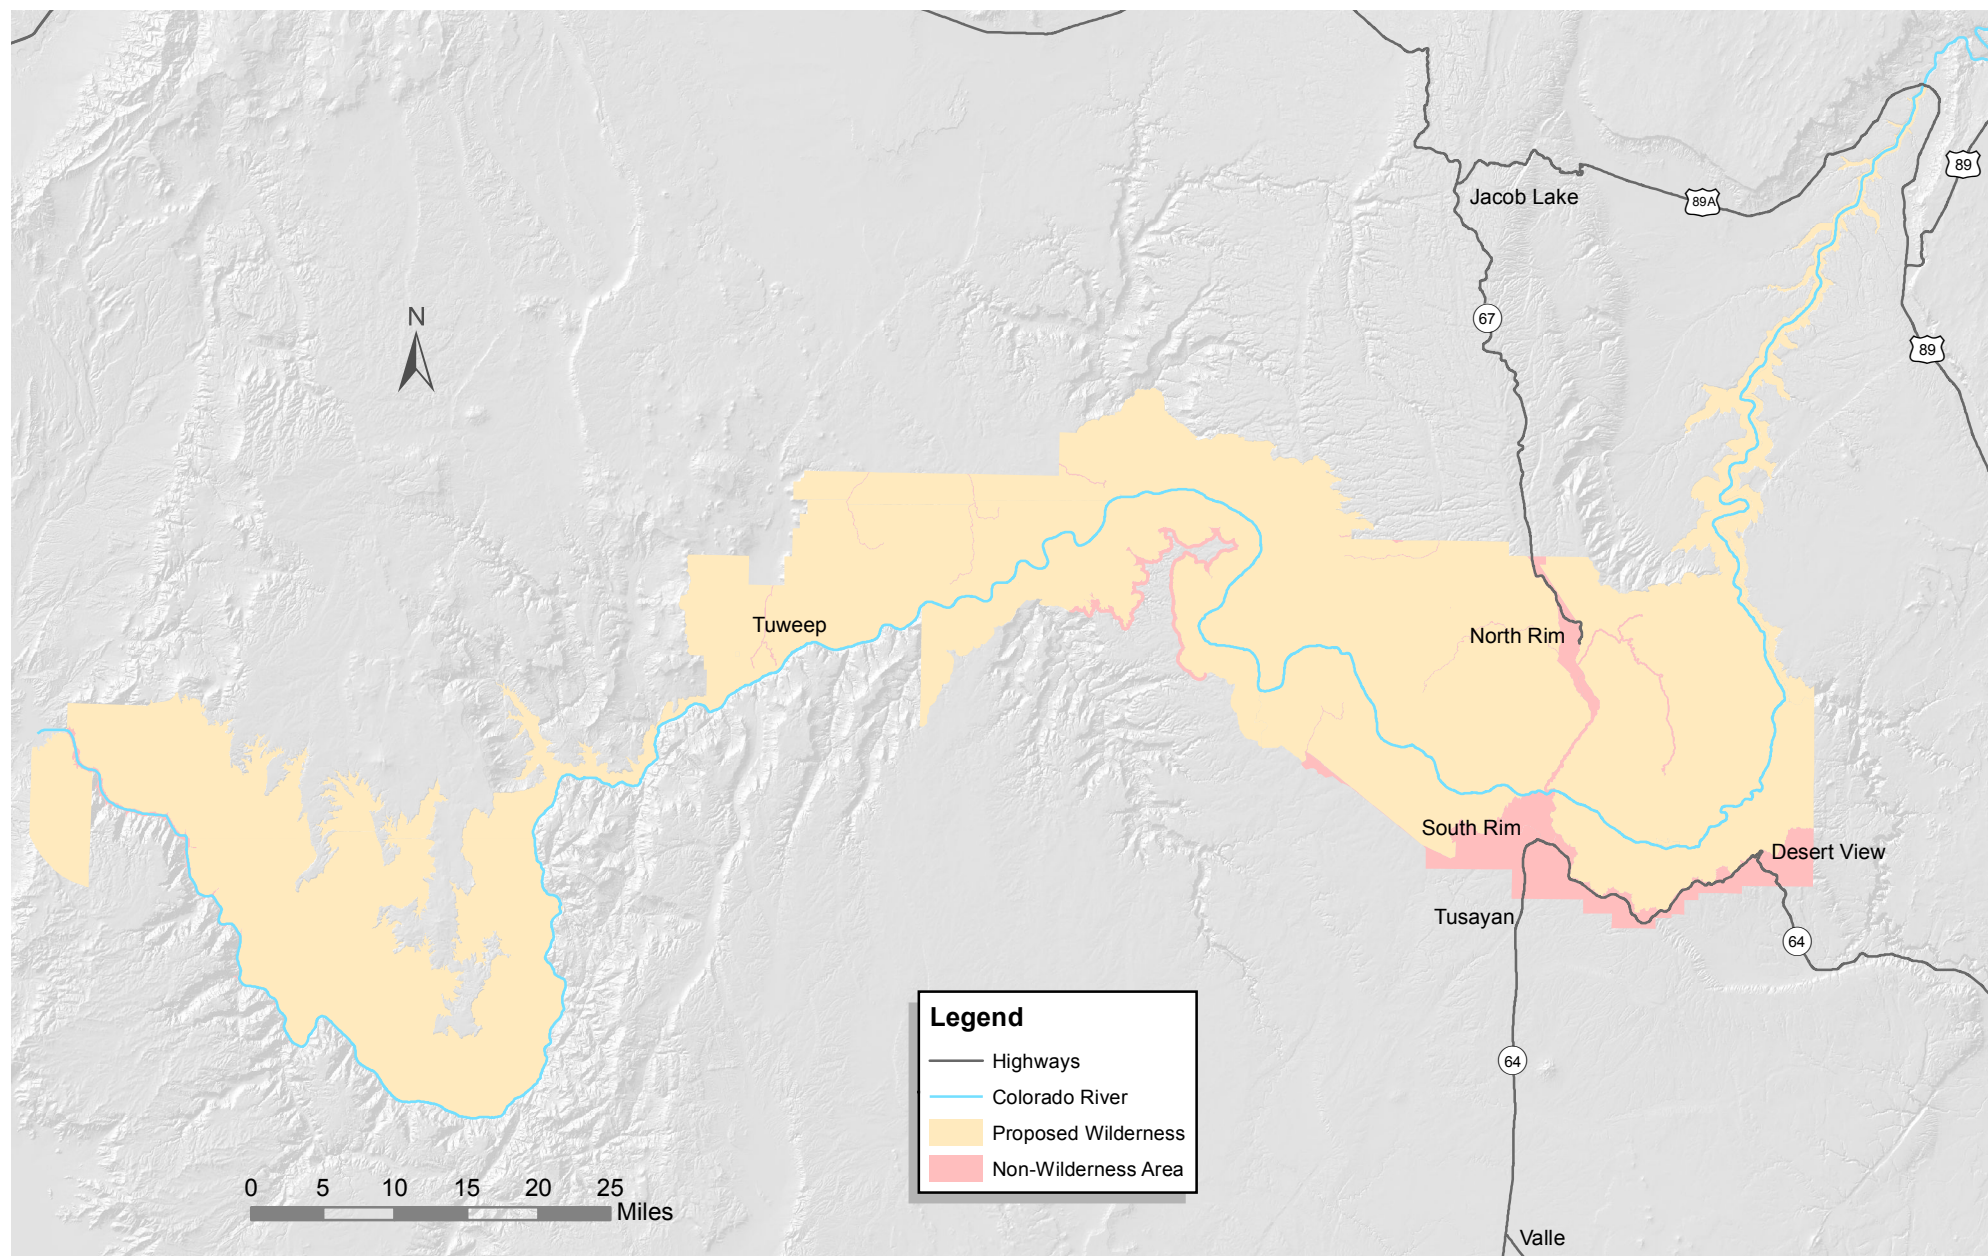 89
89A
Jacob Lake
N
67
89
Tuweep
North Rim
South Rim
Desert View
Tusayan
64
64
Legend
Highways
Colorado River
Proposed Wilderness
Non-Wilderness Area
0 5 10 15 20 25
Miles
Valle